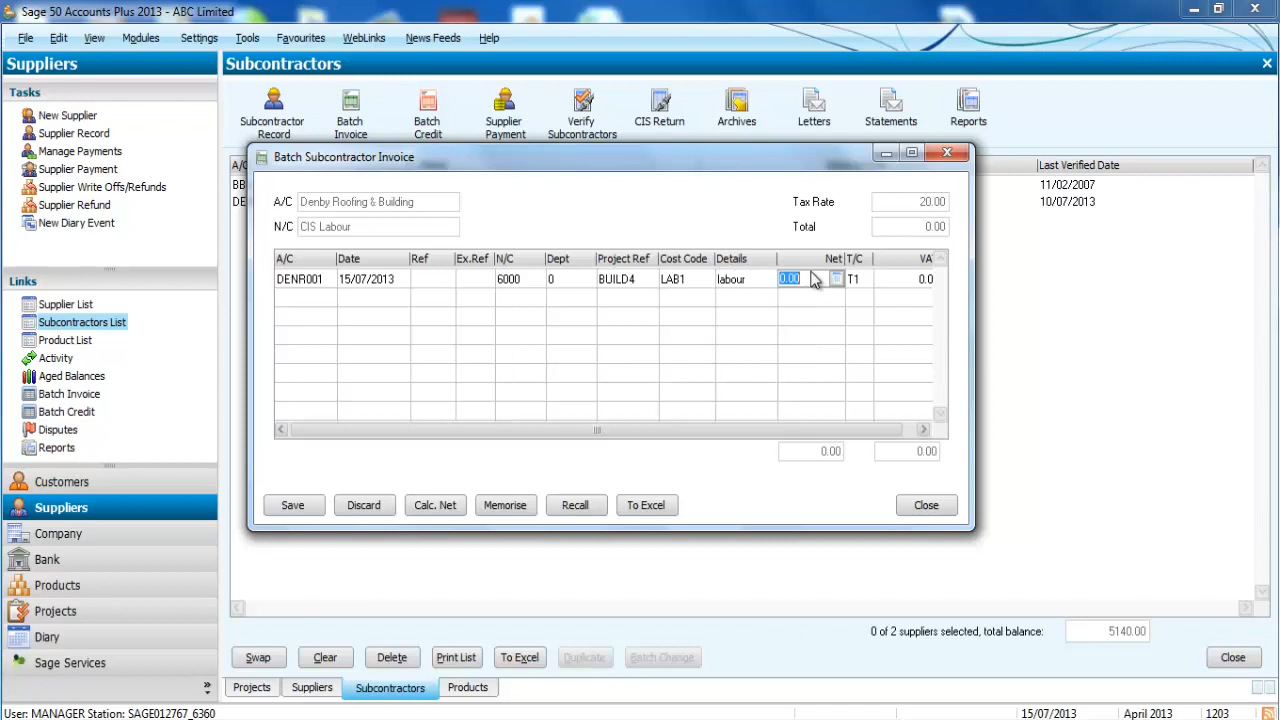 Sage 50 Accounts Plus 2013 - ABC Limited
File Edit View Modules Settings Tools Favourites WebLinks News Feeds Help
Suppliers
Subcontractors
Tasks
New Supplier
Supplier Record
Manage Payments
Supplier Payment
Supplier Write Offs/Refunds
Supplier Refund
New Diary Event
Subcontractor Record
Batch Invoice
Batch Credit
Supplier Payment
Verify Subcontractors
CIS Return
Archives
Letters
Statements
Reports
Last Verified Date
BB 11/02/2007
DE 10/07/2013
Batch Subcontractor Invoice
A/C Denby Roofing & Building Tax Rate 20.00
N/C CIS Labour Total 0.00
A/C Date Ref Ex.Ref N/C Dept Project Ref Cost Code Details Net T/C VA
DENR001 15/07/2013 6000 0 BUILD4 LAB1 labour 0.00 T1 0.0
0.00 0.00
Save Discard Calc. Net Memorise Recall To Excel Close
Links
Supplier List
Subcontractors List
Product List
Activity
Aged Balances
Batch Invoice
Batch Credit
Disputes
Reports
Customers
Suppliers
Company
Bank
Products
Projects
Diary
Sage Services
»
0 of 2 suppliers selected, total balance: 5140.00
Swap Clear Delete Print List To Excel Duplicate Batch Change Close
Projects Suppliers Subcontractors Products
User: MANAGER Station: SAGE012767_6360 15/07/2013 April 2013 1203